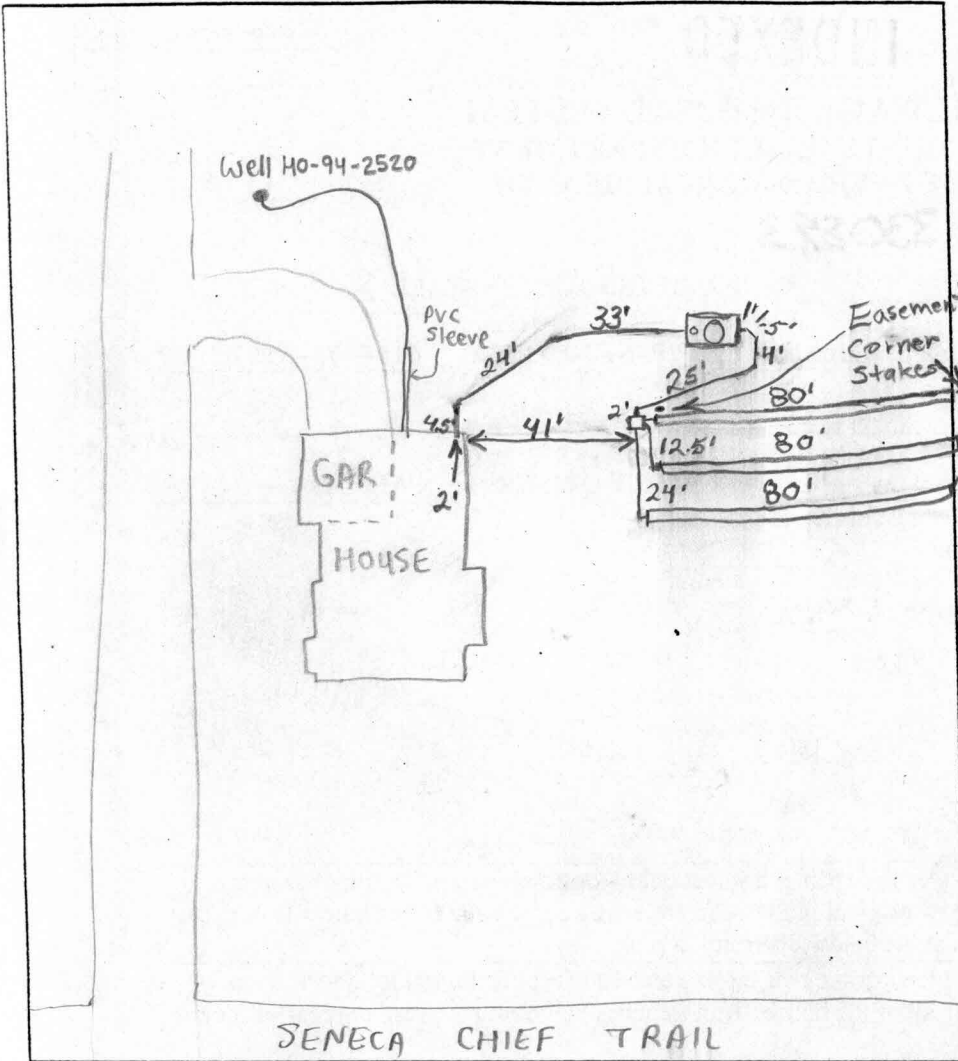 Well HO-94-2520
PVC
Sleeve
33'
24'
1'
5'
4'
25'
Easement
Corner
Stakes
2'
80'
4.5'
41'
12.5'
80'
GAR
2'
24'
80'
HOUSE
SENECA CHIEF TRAIL